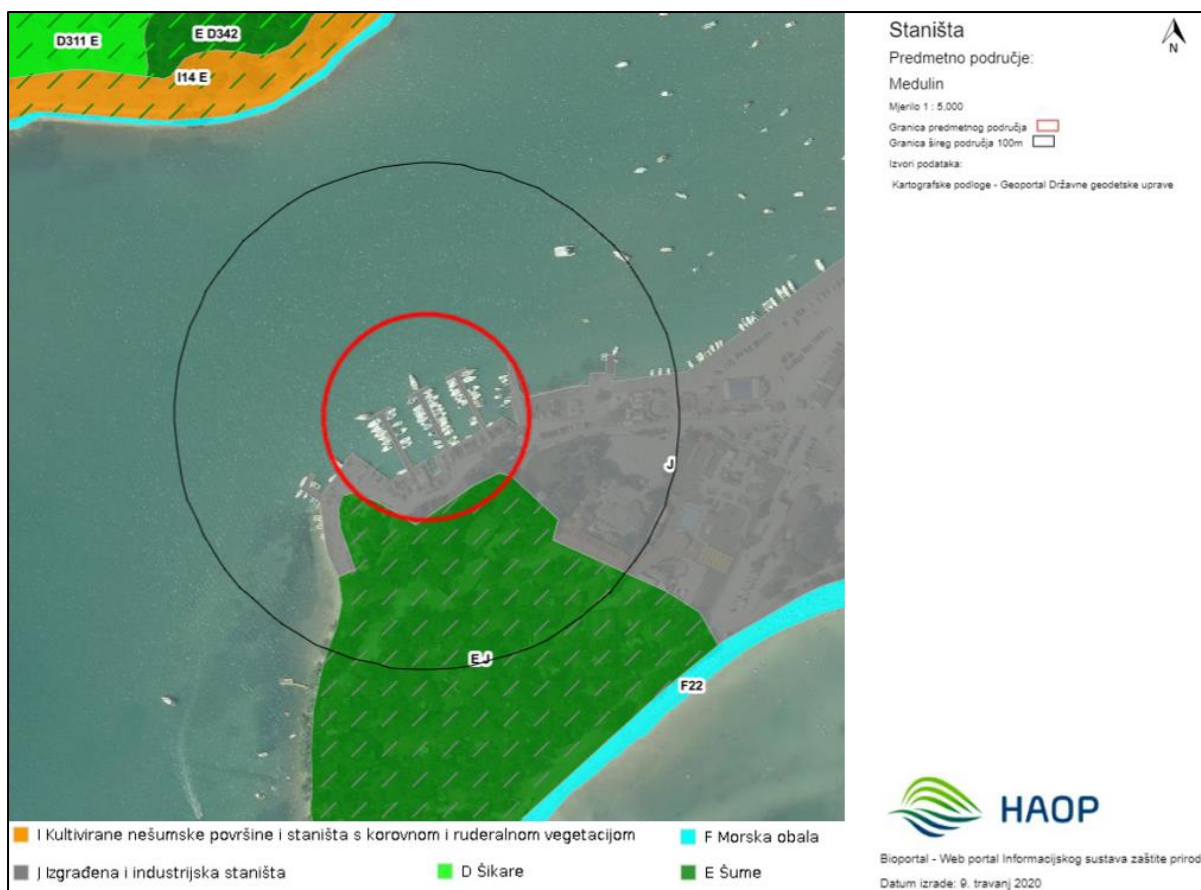 D311 E
E D342
I14 E
J
E J
F22
Staništa
N
Predmetno područje:
Medulin
Mjerilo 1 : 5,000
Granica predmetnog područja
Granica šireg područja 100m
Izvori podataka:
Kartografske podloge - Geoportal Državne geodetske uprave
I Kultivirane nešumske površine i staništa s korovnom i ruderalnom vegetacijom
F Morska obala
J Izgrađena i industrijska staništa
D Šikare
E Šume
HAOP
Bioportal - Web portal Informacijskog sustava zaštite prirod
Datum izrade: 9. travanj 2020